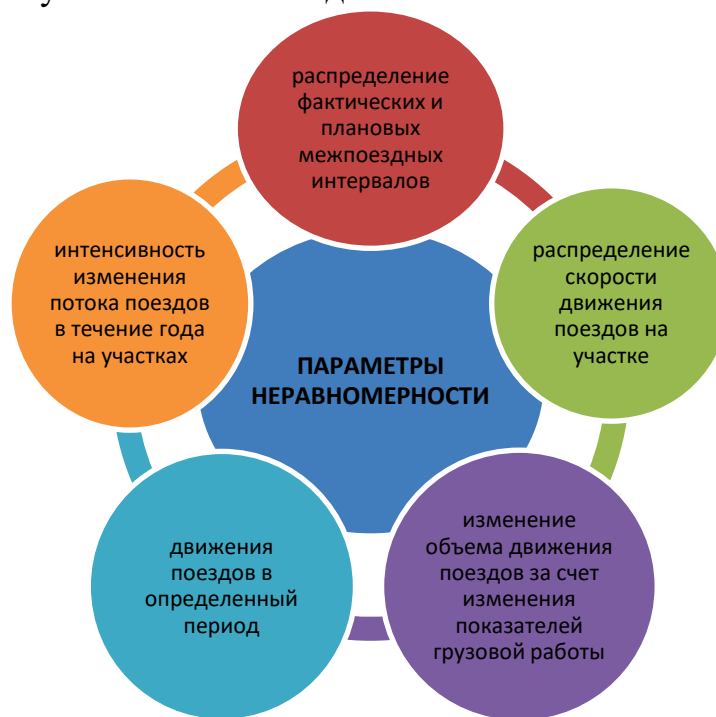 распределение
фактических и
плановых
межпоездных
интервалов
интенсивность
изменения
потока поездов
в течение года
на участках
распределение
скорости
движения
поездов на
участке
ПАРАМЕТРЫ
НЕРАВНОМЕРНОСТИ
движения
поездов в
определенный
период
изменение
объема движения
поездов за счет
изменения
показателей
грузовой работы